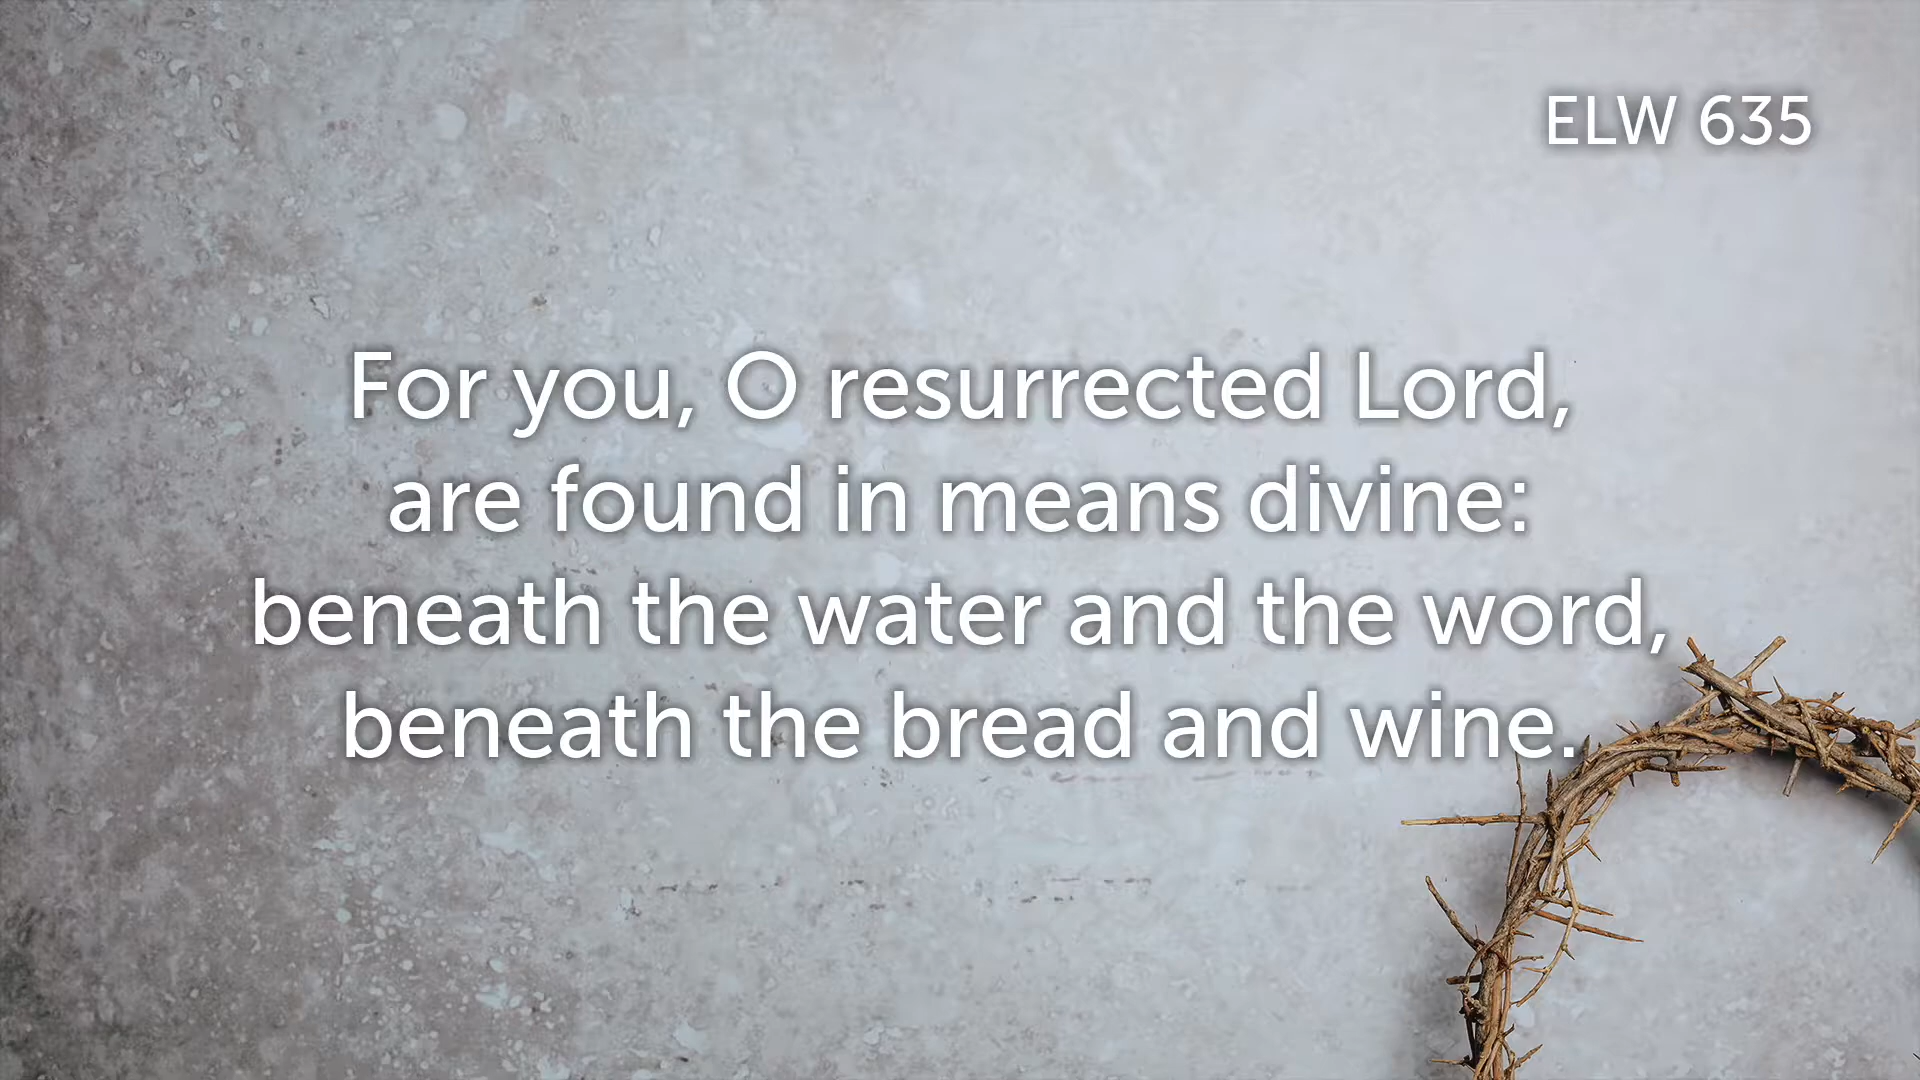 ELW 635
For you, O resurrected Lord,
are found in means divine:
beneath the water and the word,
beneath the bread and wine.